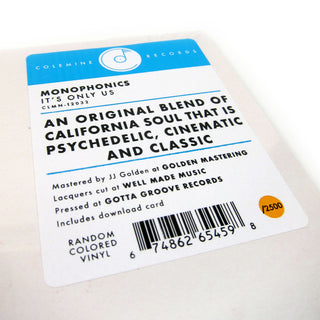 COLEMINE RECORDS
MONOPHONICS
IT'S ONLY US
CLMN-12033
AN ORIGINAL BLEND OF
CALIFORNIA SOUL THAT IS
PSYCHEDELIC, CINEMATIC
AND CLASSIC
Mastered by JJ Golden at GOLDEN MASTERING
Lacquers cut at WELL MADE MUSIC
Pressed at GOTTA GROOVE RECORDS
Includes download card
RANDOM
COLORED
VINYL
6 74862 65459 8
/2500